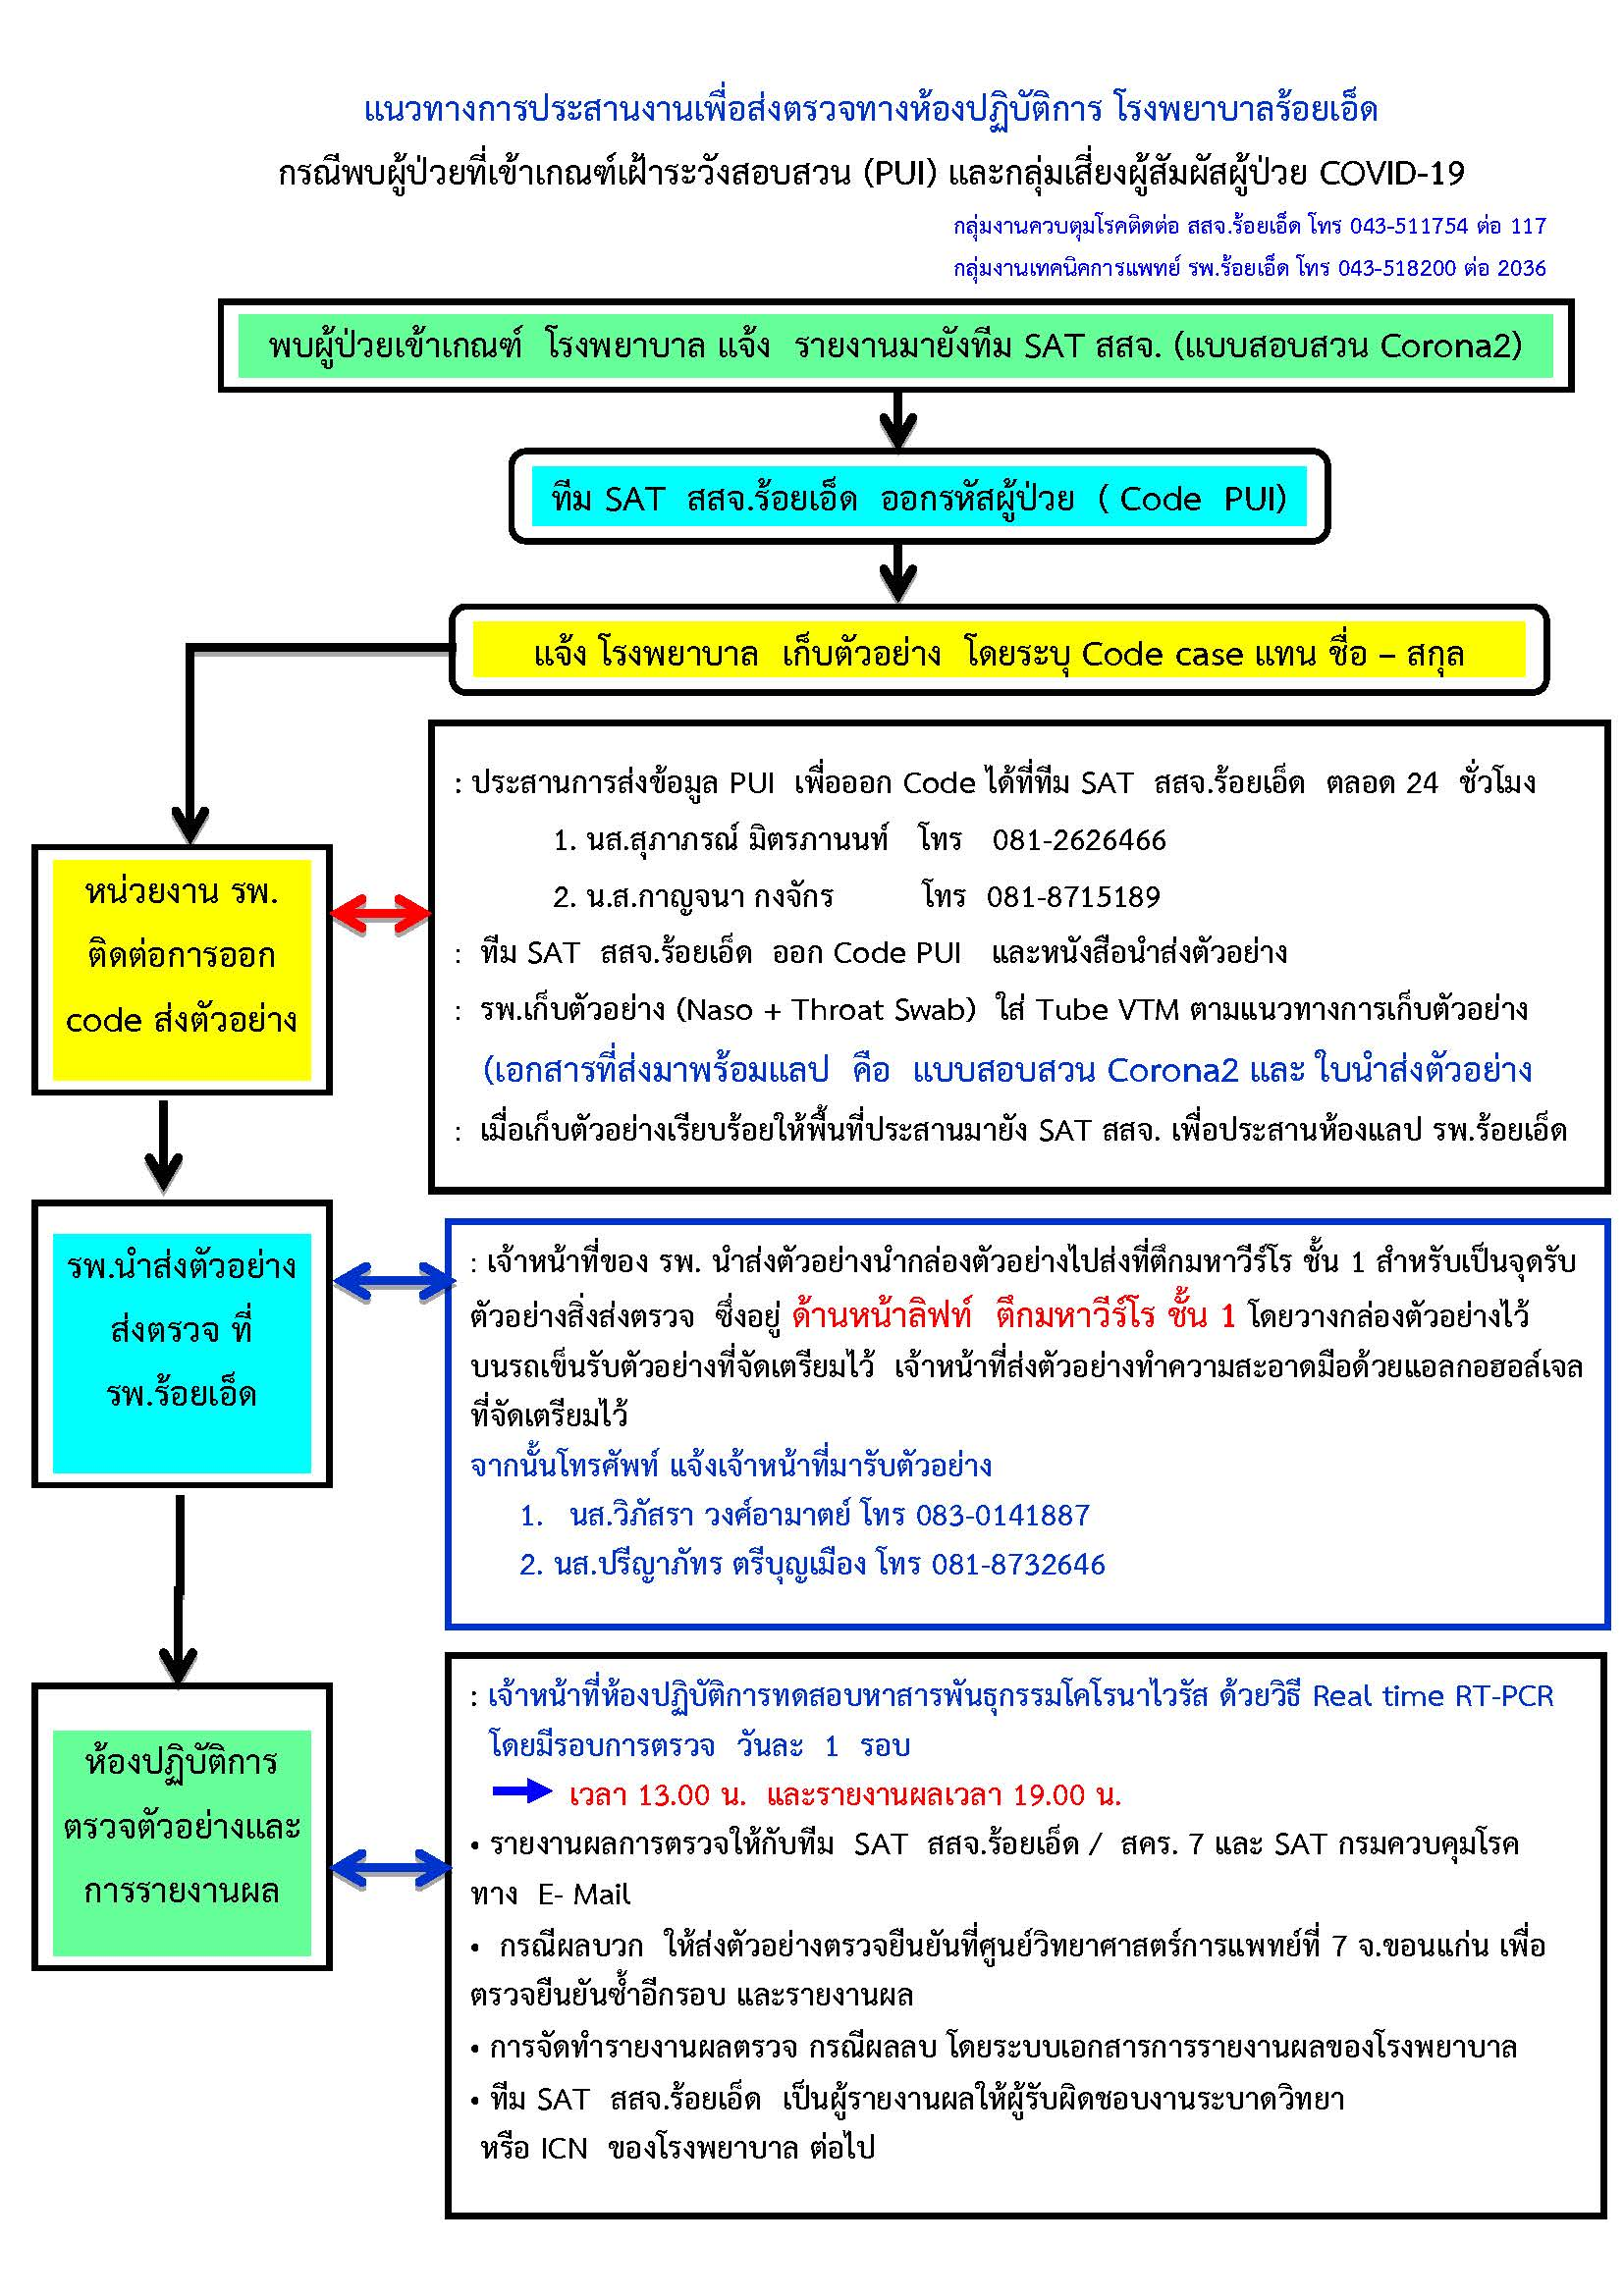 แนวทางการประสานงานเพื่อส่งตรวจทางห้องปฏิบัติการ โรงพยาบาลร้อยเอ็ด
กรณีพบผู้ป่วยที่เข้าเกณฑ์เฝ้าระวังสอบสวน (PUI) และกลุ่มเสี่ยงผู้สัมผัสผู้ป่วย COVID-19
กลุ่มงานควบตุมโรคติดต่อ สสจ.ร้อยเอ็ด โทร 043-511754 ต่อ 117
กลุ่มงานเทคนิคการแพทย์ รพ.ร้อยเอ็ด โทร 043-518200 ต่อ 2036
พบผู้ป่วยเข้าเกณฑ์ โรงพยาบาล แจ้ง รายงานมายังทีม SAT สสจ. (แบบสอบสวน Corona2)
ทีม SAT สสจ.ร้อยเอ็ด ออกรหัสผู้ป่วย ( Code PUI)
แจ้ง โรงพยาบาล เก็บตัวอย่าง โดยระบุ Code case แทน ชื่อ – สกุล
หน่วยงาน รพ.
ติดต่อการออก
code ส่งตัวอย่าง
: ประสานการส่งข้อมูล PUI เพื่อออก Code ได้ที่ทีม SAT สสจ.ร้อยเอ็ด ตลอด 24 ชั่วโมง
1. นส.สุภาภรณ์ มิตรภานนท์ โทร 081-2626466
2. น.ส.กาญจนา กงจักร โทร 081-8715189
: ทีม SAT สสจ.ร้อยเอ็ด ออก Code PUI และหนังสือนำส่งตัวอย่าง
: รพ.เก็บตัวอย่าง (Naso + Throat Swab) ใส่ Tube VTM ตามแนวทางการเก็บตัวอย่าง
(เอกสารที่ส่งมาพร้อมแลป คือ แบบสอบสวน Corona2 และ ใบนำส่งตัวอย่าง
: เมื่อเก็บตัวอย่างเรียบร้อยให้พื้นที่ประสานมายัง SAT สสจ. เพื่อประสานห้องแลป รพ.ร้อยเอ็ด
รพ.นำส่งตัวอย่าง
ส่งตรวจ ที่
รพ.ร้อยเอ็ด
: เจ้าหน้าที่ของ รพ. นำส่งตัวอย่างนำกล่องตัวอย่างไปส่งที่ตึกมหาวีร์โร ชั้น 1 สำหรับเป็นจุดรับ
ตัวอย่างสิ่งส่งตรวจ ซึ่งอยู่ ด้านหน้าลิฟท์ ตึกมหาวีร์โร ชั้น 1 โดยวางกล่องตัวอย่างไว้
บนรถเข็นรับตัวอย่างที่จัดเตรียมไว้ เจ้าหน้าที่ส่งตัวอย่างทำความสะอาดมือด้วยแอลกอฮอล์เจล
ที่จัดเตรียมไว้
จากนั้นโทรศัพท์ แจ้งเจ้าหน้าที่มารับตัวอย่าง
1. นส.วิภัสรา วงศ์อามาตย์ โทร 083-0141887
2. นส.ปรีญาภัทร ตรีบุญเมือง โทร 081-8732646
ห้องปฏิบัติการ
ตรวจตัวอย่างและ
การรายงานผล
: เจ้าหน้าที่ห้องปฏิบัติการทดสอบหาสารพันธุกรรมโคโรนาไวรัส ด้วยวิธี Real time RT-PCR
โดยมีรอบการตรวจ วันละ 1 รอบ
เวลา 13.00 น. และรายงานผลเวลา 19.00 น.
• รายงานผลการตรวจให้กับทีม SAT สสจ.ร้อยเอ็ด / สคร. 7 และ SAT กรมควบคุมโรค
ทาง E- Mail
• กรณีผลบวก ให้ส่งตัวอย่างตรวจยืนยันที่ศูนย์วิทยาศาสตร์การแพทย์ที่ 7 จ.ขอนแก่น เพื่อ
ตรวจยืนยันซ้ำอีกรอบ และรายงานผล
• การจัดทำรายงานผลตรวจ กรณีผลลบ โดยระบบเอกสารการรายงานผลของโรงพยาบาล
• ทีม SAT สสจ.ร้อยเอ็ด เป็นผู้รายงานผลให้ผู้รับผิดชอบงานระบาดวิทยา
หรือ ICN ของโรงพยาบาล ต่อไป